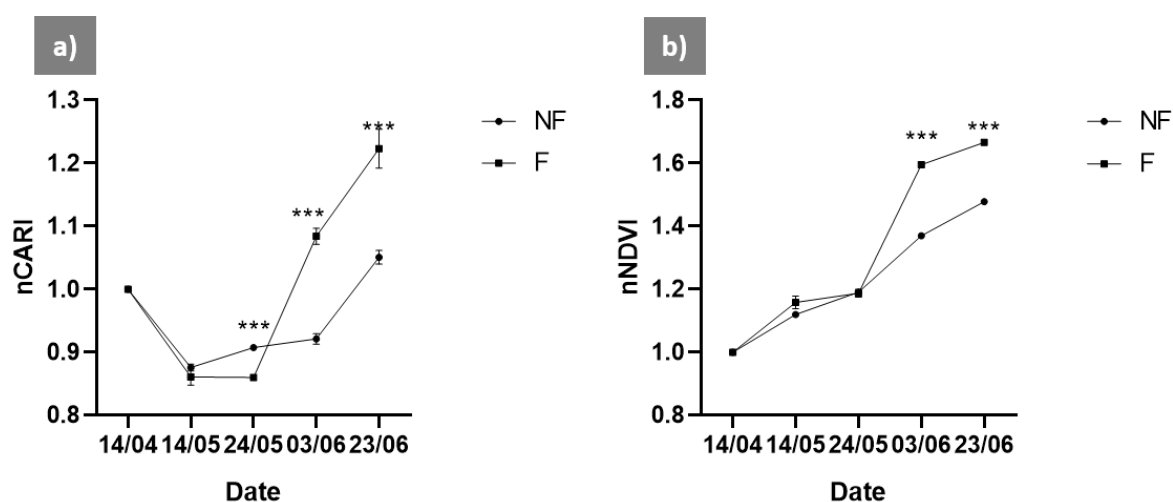 a)
1.3
1.2
1.1
1.0
0.9
0.8
nCARI
***
***
***
NF
F
14/04 14/05 24/05 03/06 23/06
Date
b)
1.8
1.6
1.4
1.2
1.0
0.8
nNDVI
*** ***
NF
F
14/04 14/05 24/05 03/06 23/06
Date